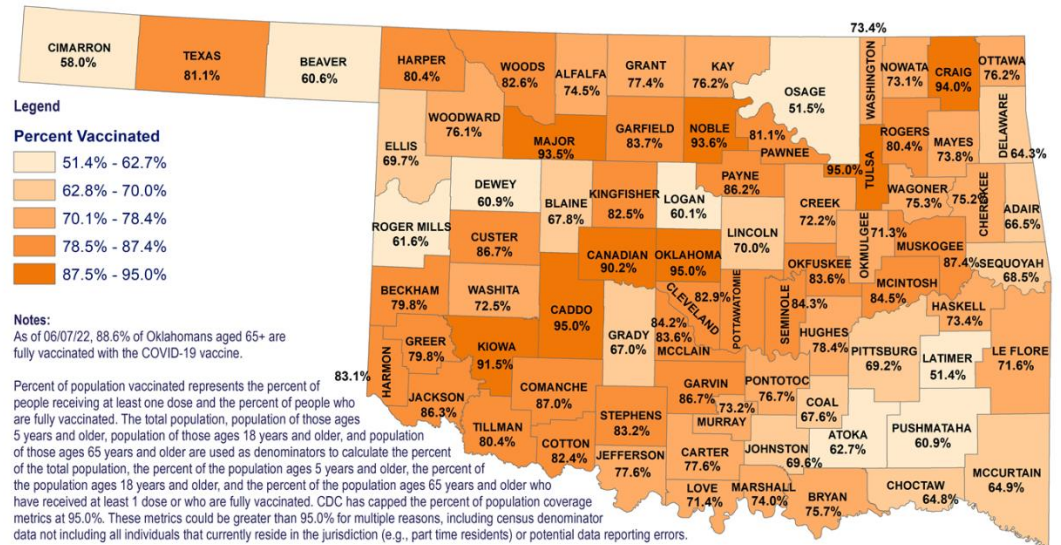 73.4%
CIMARRON
58.0%
TEXAS
81.1%
BEAVER
60.6%
HARPER
80.4%
WOODS
82.6%
ALFALFA
74.5%
GRANT
77.4%
KAY
76.2%
OSAGE
51.5%
WASHINGTON
NOWATA
73.1%
CRAIG
94.0%
OTTAWA
76.2%
Legend
Percent Vaccinated
51.4% - 62.7%
62.8% - 70.0%
70.1% - 78.4%
78.5% - 87.4%
87.5% - 95.0%
ELLIS
69.7%
WOODWARD
76.1%
MAJOR
93.5%
GARFIELD
83.7%
NOBLE
93.6%
81.1%
PAWNEE
95.0%
TULSA
ROGERS
80.4%
MAYES
73.8%
DELAWARE
64.3%
ROGER MILLS
61.6%
DEWEY
60.9%
BLAINE
67.8%
KINGFISHER
82.5%
LOGAN
60.1%
PAYNE
86.2%
CREEK
72.2%
WAGONER
75.3%
75.2%
CHEROKEE
ADAIR
66.5%
CUSTER
86.7%
CANADIAN
90.2%
OKLAHOMA
95.0%
LINCOLN
70.0%
OKFUSKEE
83.6%
OKMULGEE
71.3%
MUSKOGEE
87.4%
SEQUOYAH
68.5%
BECKHAM
79.8%
WASHITA
72.5%
CADDO
95.0%
GRADY
67.0%
CLEVELAND
84.2%
83.6%
MCCLAIN
82.9%
POTTAWATOMIE
SEMINOLE
84.3%
HUGHES
78.4%
MCINTOSH
84.5%
HASKELL
73.4%
Notes:
As of 06/07/22, 88.6% of Oklahomans aged 65+ are
fully vaccinated with the COVID-19 vaccine.
83.1%
HARMON
GREER
79.8%
KIOWA
91.5%
JACKSON
86.3%
TILLMAN
80.4%
COMANCHE
87.0%
COTTON
82.4%
STEPHENS
83.2%
JEFFERSON
77.6%
GARVIN
86.7%
73.2%
MURRAY
CARTER
77.6%
LOVE
71.4%
PONTOTOC
76.7%
COAL
67.6%
JOHNSTON
69.6%
MARSHALL
74.0%
BRYAN
75.7%
PITTSBURG
69.2%
LATIMER
51.4%
LE FLORE
71.6%
ATOKA
62.7%
PUSHMATAHA
60.9%
CHOCTAW
64.8%
MCCURTAIN
64.9%
Percent of population vaccinated represents the percent of
people receiving at least one dose and the percent of people who
are fully vaccinated. The total population, population of those ages
5 years and older, population of those ages 18 years and older, and population
of those ages 65 years and older are used as denominators to calculate the percent
of the total population, the percent of the population ages 5 years and older, the percent of
the population ages 18 years and older, and the percent of the population ages 65 years and older who
have received at least 1 dose or who are fully vaccinated. CDC has capped the percent of population coverage
metrics at 95.0%. These metrics could be greater than 95.0% for multiple reasons, including census denominator
data not including all individuals that currently reside in the jurisdiction (e.g., part time residents) or potential data reporting errors.